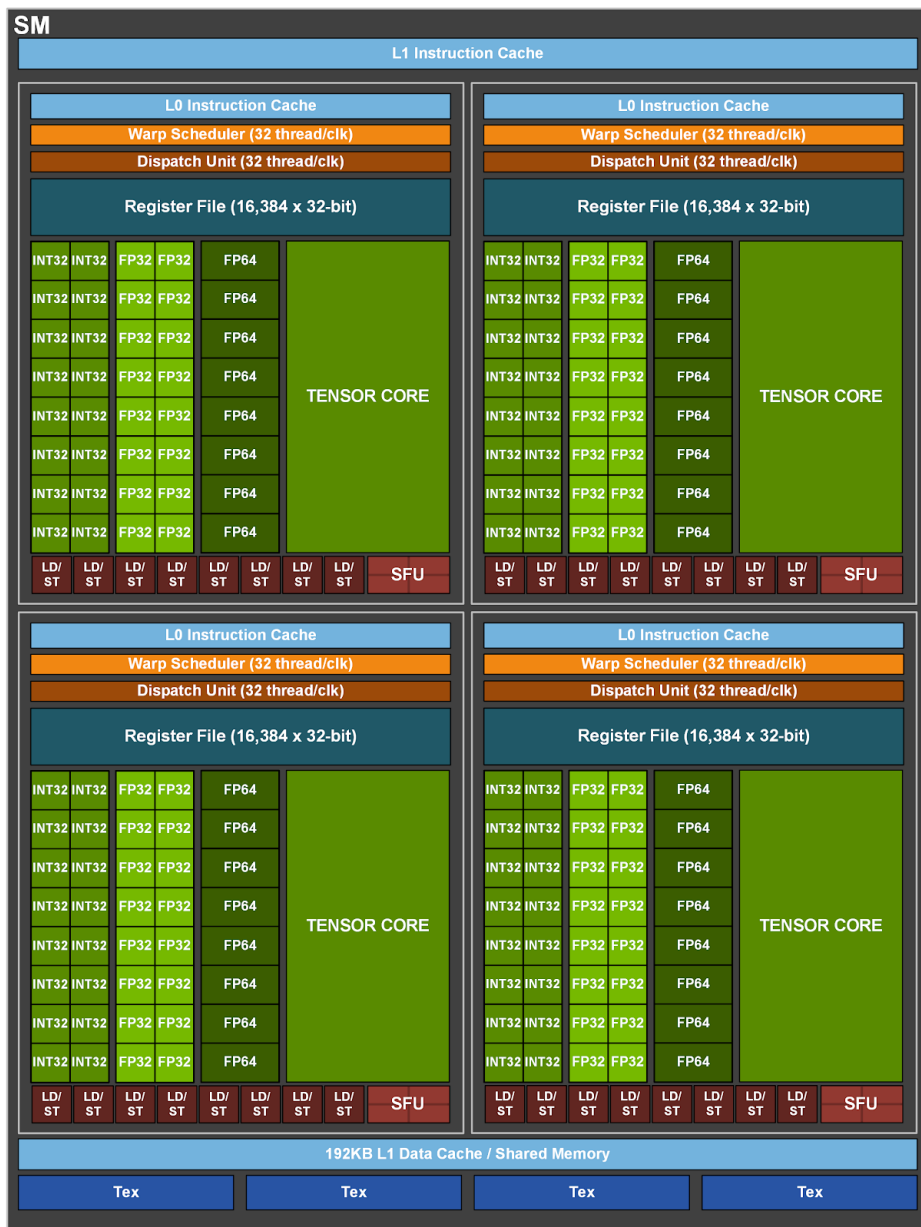 SM
L1 Instruction Cache
L0 Instruction Cache
Warp Scheduler (32 thread/clk)
Dispatch Unit (32 thread/clk)
Register File (16,384 x 32-bit)
INT32 INT32 FP32 FP32 FP64
INT32 INT32 FP32 FP32 FP64
INT32 INT32 FP32 FP32 FP64
INT32 INT32 FP32 FP32 FP64
TENSOR CORE
INT32 INT32 FP32 FP32 FP64
INT32 INT32 FP32 FP32 FP64
INT32 INT32 FP32 FP32 FP64
INT32 INT32 FP32 FP32 FP64
LD/ LD/ LD/ LD/ LD/ LD/ LD/ LD/
ST ST ST ST ST ST ST ST
SFU
L0 Instruction Cache
Warp Scheduler (32 thread/clk)
Dispatch Unit (32 thread/clk)
Register File (16,384 x 32-bit)
INT32 INT32 FP32 FP32 FP64
INT32 INT32 FP32 FP32 FP64
INT32 INT32 FP32 FP32 FP64
INT32 INT32 FP32 FP32 FP64
TENSOR CORE
INT32 INT32 FP32 FP32 FP64
INT32 INT32 FP32 FP32 FP64
INT32 INT32 FP32 FP32 FP64
INT32 INT32 FP32 FP32 FP64
LD/ LD/ LD/ LD/ LD/ LD/ LD/ LD/
ST ST ST ST ST ST ST ST
SFU
L0 Instruction Cache
Warp Scheduler (32 thread/clk)
Dispatch Unit (32 thread/clk)
Register File (16,384 x 32-bit)
INT32 INT32 FP32 FP32 FP64
INT32 INT32 FP32 FP32 FP64
INT32 INT32 FP32 FP32 FP64
INT32 INT32 FP32 FP32 FP64
TENSOR CORE
INT32 INT32 FP32 FP32 FP64
INT32 INT32 FP32 FP32 FP64
INT32 INT32 FP32 FP32 FP64
INT32 INT32 FP32 FP32 FP64
LD/ LD/ LD/ LD/ LD/ LD/ LD/ LD/
ST ST ST ST ST ST ST ST
SFU
L0 Instruction Cache
Warp Scheduler (32 thread/clk)
Dispatch Unit (32 thread/clk)
Register File (16,384 x 32-bit)
INT32 INT32 FP32 FP32 FP64
INT32 INT32 FP32 FP32 FP64
INT32 INT32 FP32 FP32 FP64
INT32 INT32 FP32 FP32 FP64
TENSOR CORE
INT32 INT32 FP32 FP32 FP64
INT32 INT32 FP32 FP32 FP64
INT32 INT32 FP32 FP32 FP64
INT32 INT32 FP32 FP32 FP64
LD/ LD/ LD/ LD/ LD/ LD/ LD/ LD/
ST ST ST ST ST ST ST ST
SFU
192KB L1 Data Cache / Shared Memory
Tex Tex Tex Tex